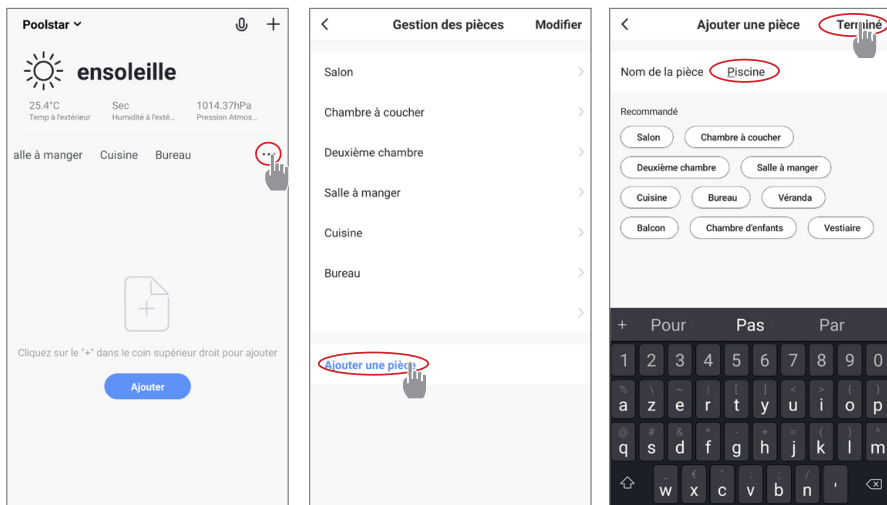 Poolstar
ensoleille
25.4°C Sec 1014.37hPa
Temp à l'extérieur Humidité à l'exté... Pression Atmos...
alle à manger Cuisine Bureau ...
Cliquez sur le "+" dans le coin supérieur droit pour ajouter
Ajouter
Gestion des pièces Modifier
Salon
Chambre à coucher
Deuxième chambre
Salle à manger
Cuisine
Bureau
Ajouter une pièce
Ajouter une pièce Terminé
Nom de la pièce Piscine
Recommandé
Salon Chambre à coucher
Deuxième chambre Salle à manger
Cuisine Bureau Véranda
Balcon Chambre d'enfants Vestiaire
+ Pour Pas Par
1 2 3 4 5 6 7 8 9 0
% \ ~ | [ ] < > { }
a z e r t y u i o p
@ # & * - + = ( ) ^
q s d f g h j k l m
w x c v b n '